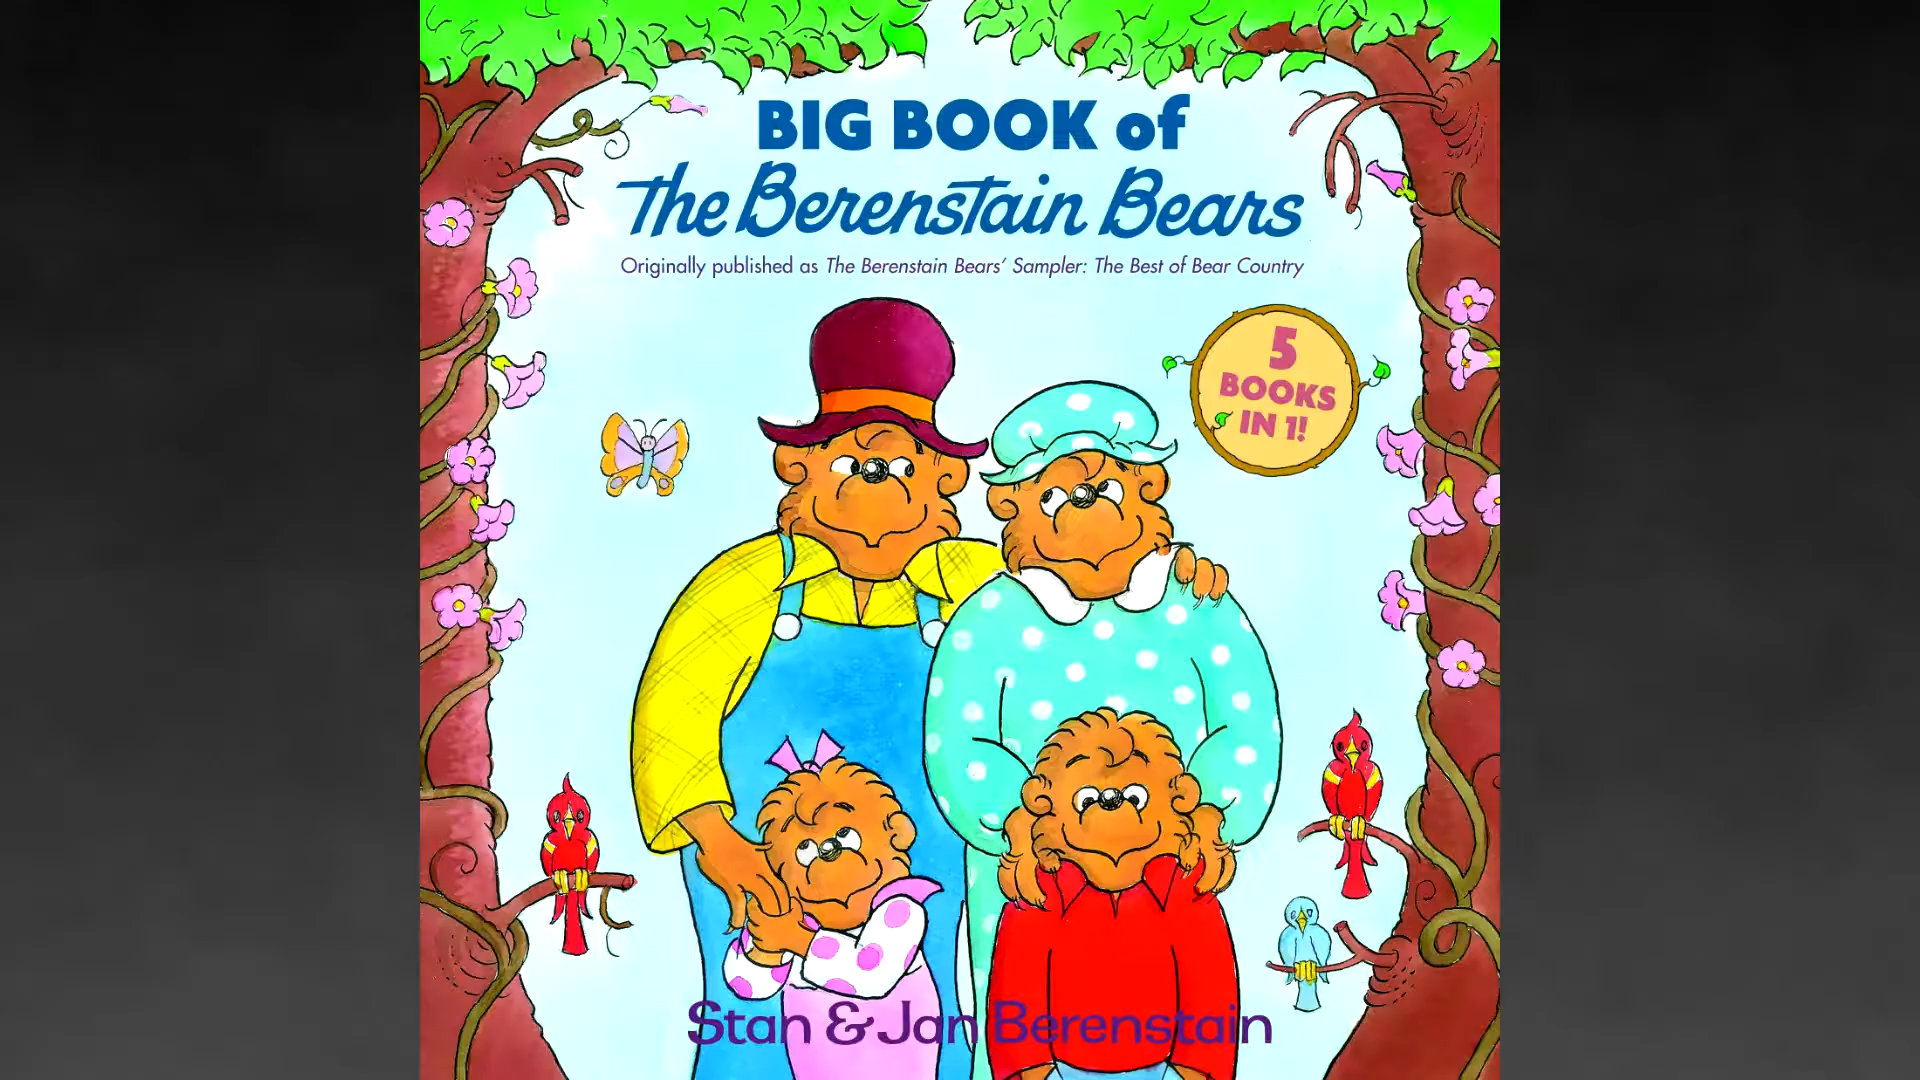 BIG BOOK of
The Berenstain Bears
Originally published as The Berenstain Bears' Sampler: The Best of Bear Country
5
BOOKS
IN 1!
Stan & Jan Berenstain